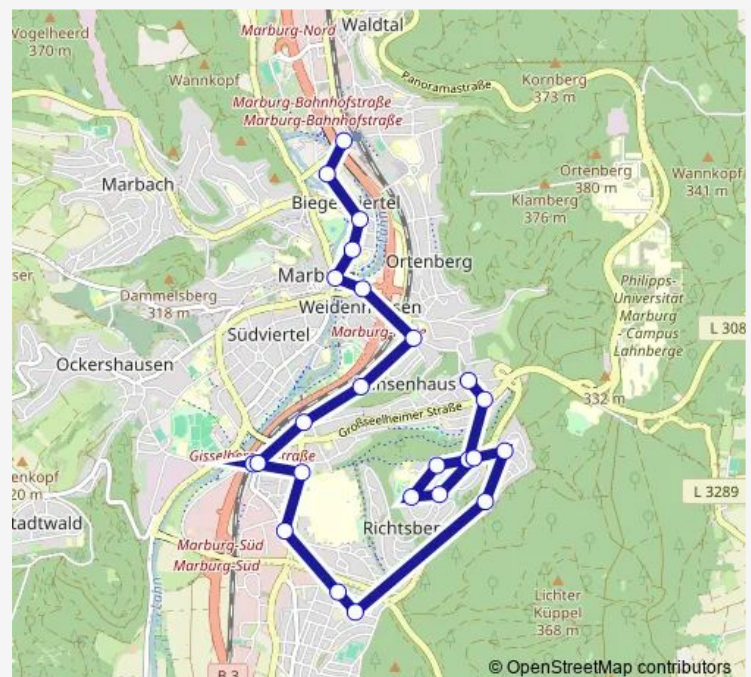 Waldtal
Marburg-Nord
Vogelheerd
370 m
Wannkopf
Panoramastraße
Kornberg
373 m
Marburg-Bahnhofstraße
Marburg-Bahnhofstraße
Marbach
Ortenberg
380 m
Wannkopf
341 m
Klamberg
376 m
Ortenberg
Dammelsberg
318 m
Südviertel
Philipps-
Universität
Marburg
- Campus
Lahnberge
L 308
Ockershausen
Großseelheimer Straße
332 m
L 3289
Richtsber
Marburg-Süd
Marburg-Süd
Lahn
Lichter
Küppel
368 m
B 3
© OpenStreetMap contributors